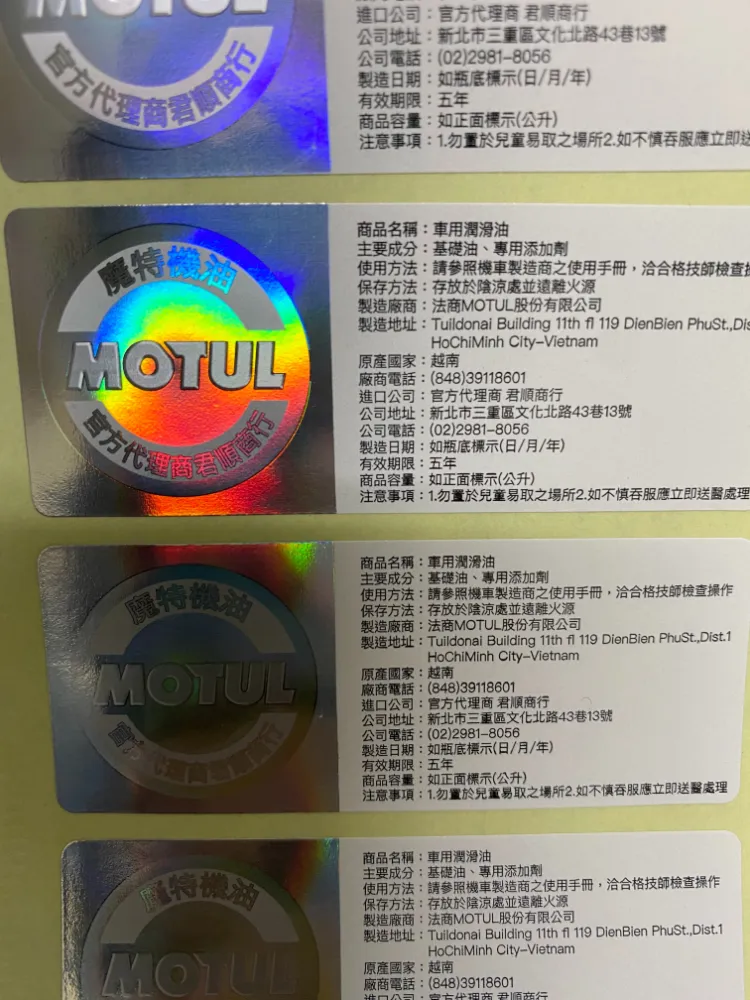 MOTUL
官方代理商君順商行
進口公司：官方代理商 君順商行
公司地址：新北市三重區文化北路43巷13號
公司電話：(02)2981-8056
製造日期：如瓶底標示(日/月/年)
有效期限：五年
商品容量：如正面標示(公升)
注意事項：1.勿置於兒童易取之場所2.如不慎吞服應立即送
魔特機油
MOTUL
官方代理商君順商行
商品名稱：車用潤滑油
主要成分：基礎油、專用添加劑
使用方法：請參照機車製造商之使用手冊，洽合格技師檢查
保存方法：存放於陰涼處並遠離火源
製造廠商：法商MOTUL股份有限公司
製造地址：Tuildonai Building 11th fl 119 DienBien PhuSt.,Dis
HoChiMinh City-Vietnam
原產國家：越南
廠商電話：(848)39118601
進口公司：官方代理商 君順商行
公司地址：新北市三重區文化北路43巷13號
公司電話：(02)2981-8056
製造日期：如瓶底標示(日/月/年)
有效期限：五年
商品容量：如正面標示(公升)
注意事項：1.勿置於兒童易取之場所2.如不慎吞服應立即送醫處理
魔特機油
MOTUL
官方代理商君順商行
商品名稱：車用潤滑油
主要成分：基礎油、專用添加劑
使用方法：請參照機車製造商之使用手冊，洽合格技師檢查操作
保存方法：存放於陰涼處並遠離火源
製造廠商：法商MOTUL股份有限公司
製造地址：Tuildonai Building 11th fl 119 DienBien PhuSt.,Dist.1
HoChiMinh City-Vietnam
原產國家：越南
廠商電話：(848)39118601
進口公司：官方代理商 君順商行
公司地址：新北市三重區文化北路43巷13號
公司電話：(02)2981-8056
製造日期：如瓶底標示(日/月/年)
有效期限：五年
商品容量：如正面標示(公升)
注意事項：1.勿置於兒童易取之場所2.如不慎吞服應立即送醫處理
魔特機油
MOTUL
商品名稱：車用潤滑油
主要成分：基礎油、專用添加劑
使用方法：請參照機車製造商之使用手冊，洽合格技師檢查操作
保存方法：存放於陰涼處並遠離火源
製造廠商：法商MOTUL股份有限公司
製造地址：Tuildonai Building 11th fl 119 DienBien PhuSt.,Dist.1
HoChiMinh City-Vietnam
原產國家：越南
廠商電話：(848)39118601
進口公司：官方代理商 君順商行